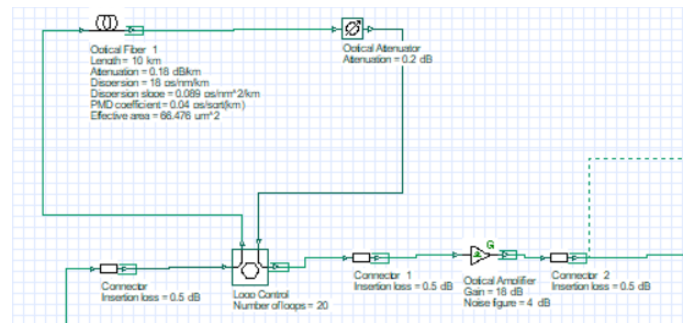 Optical Fiber 1
Length = 10 km
Attenuation = 0.18 dB/km
Dispersion = 18 ps/nm/km
Dispersion slope = 0.089 ps/nm^2/km
PMD coefficient = 0.04 ps/sqrt(km)
Effective area = 66.476 um^2
Optical Attenuator
Attenuation = 0.2 dB
Connector
Insertion loss = 0.5 dB
Loop Control
Number of loops = 20
Connector 1
Insertion loss = 0.5 dB
G
Optical Amplifier
Gain = 18 dB
Noise figure = 4 dB
Connector 2
Insertion loss = 0.5 dB